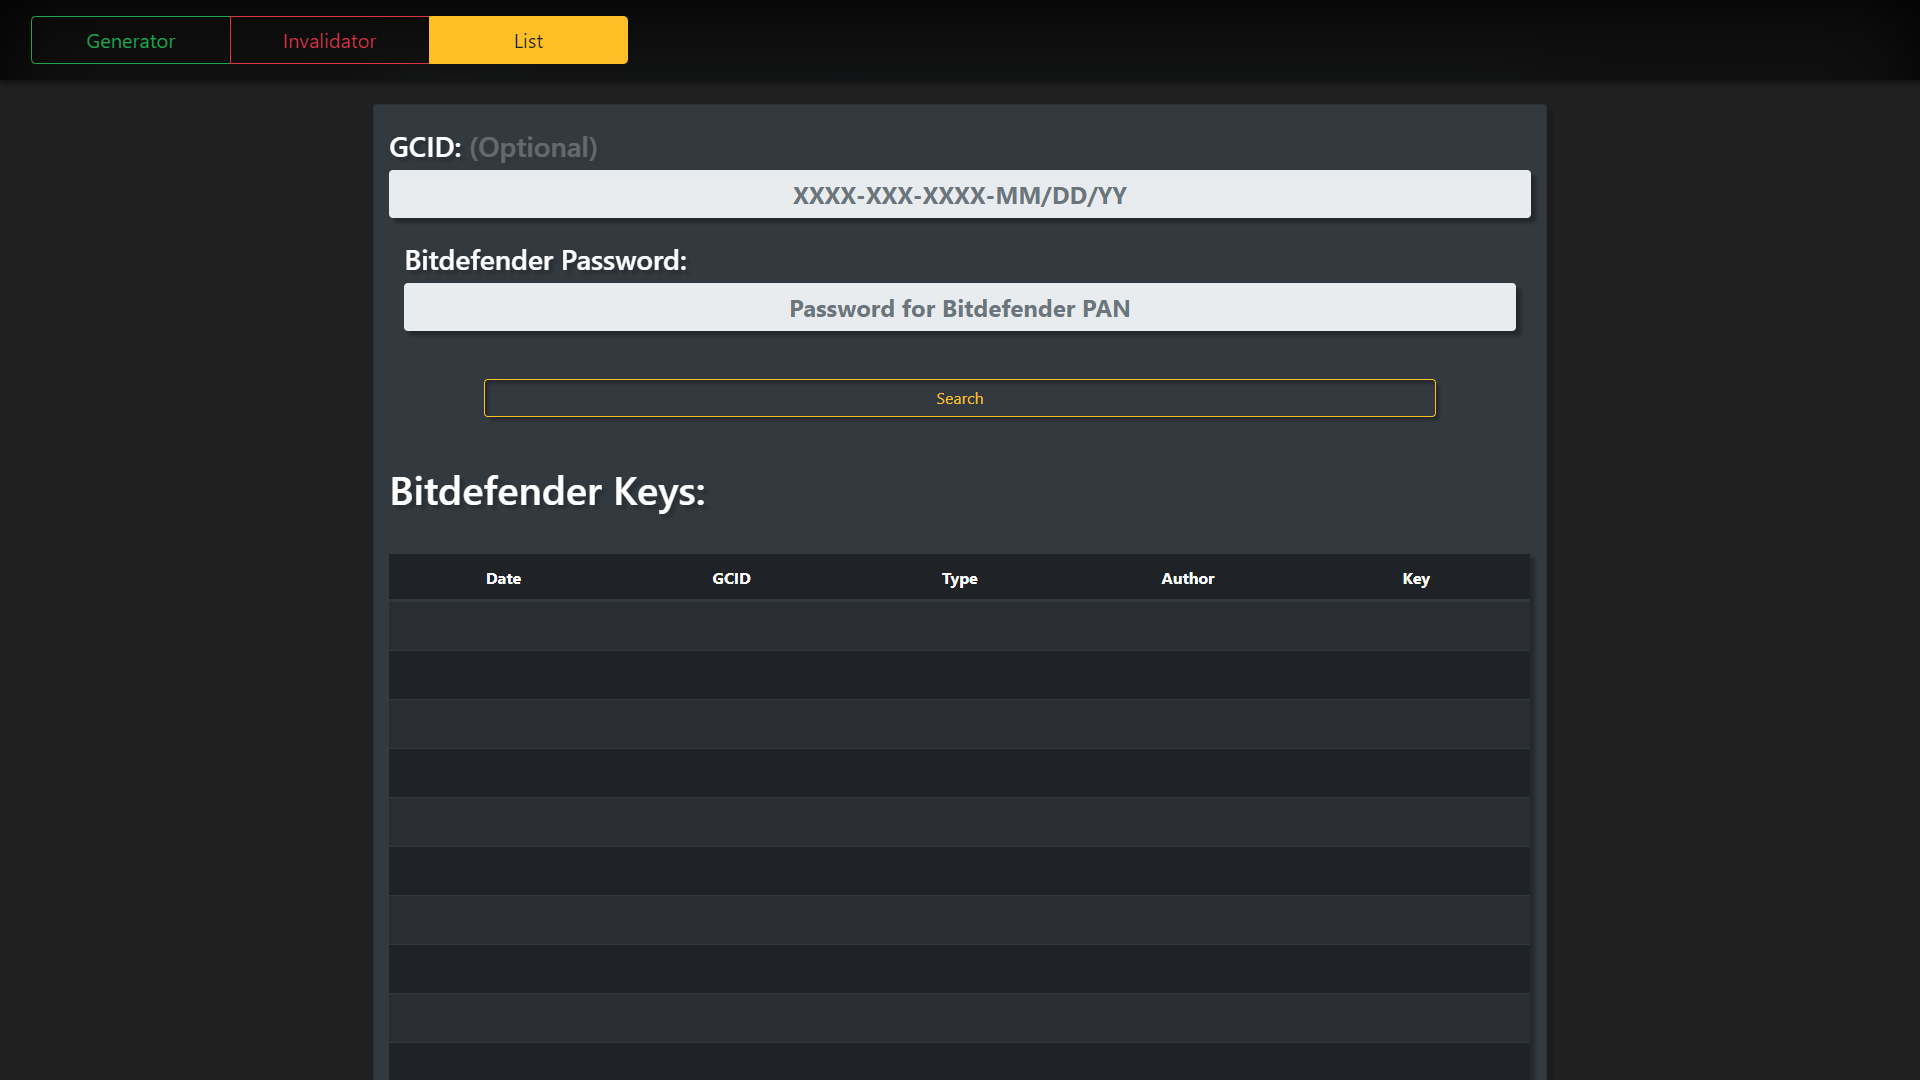 Generator Invalidator List
GCID: (Optional)
XXXX-XXX-XXXX-MM/DD/YY
Bitdefender Password:
Password for Bitdefender PAN
Search
Bitdefender Keys:
Date GCID Type Author Key